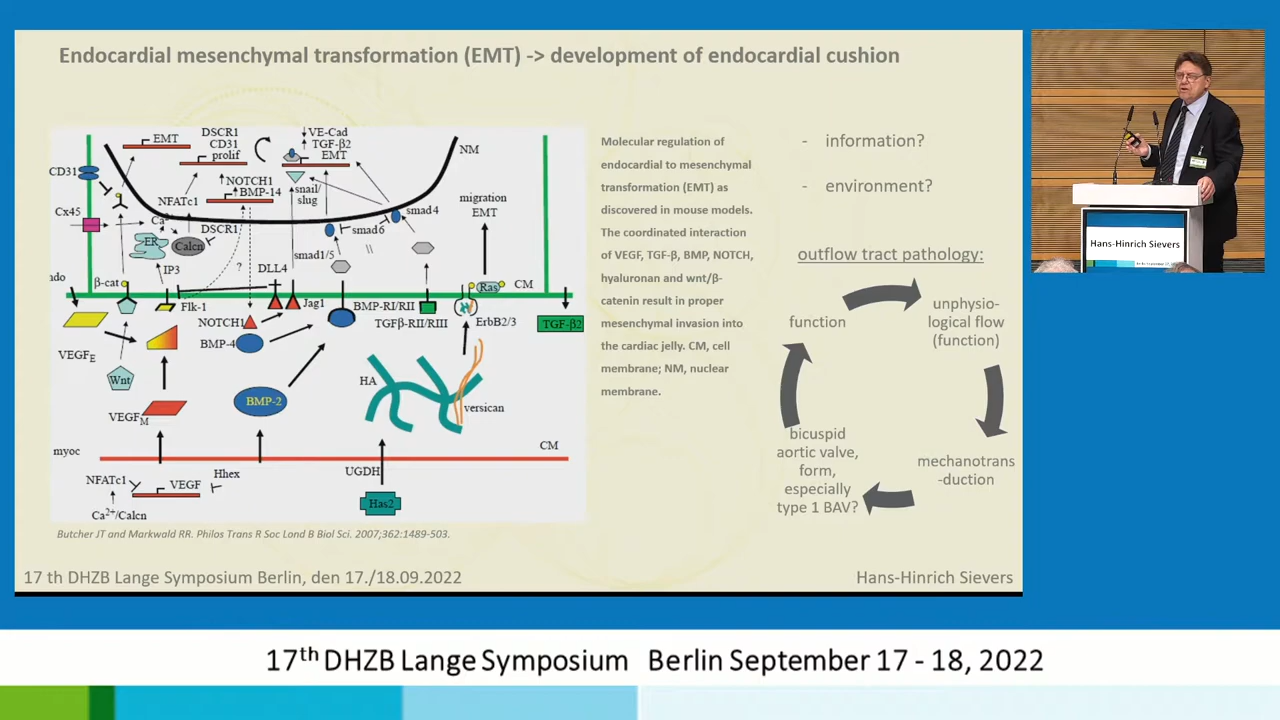 Endocardial mesenchymal transformation (EMT) -> development of endocardial cushion
EMT
DSCR1
CD31
prolif
↓ VE-Cad
↑ TGF-β2
EMT
NM
CD31
NFATc1
↑NOTCH1
↑BMP-14
snail/
slug
migration
EMT
Cx45
Ca²⁺
DSCR1
smad4
smad6
ER
Calcn
IP3
?
smad1/5
\\
ndo
β-cat
DLL4
Ras
CM
Flk-1
Jag1
BMP-RI/RII
NOTCH1
TGFβ-RII/RIII
ErbB2/3
TGF-β2
BMP-4
VEGFE
Wnt
HA
BMP-2
VEGFM
versican
myoc
CM
UGDH
NFATc1
VEGF
Hhex
Has2
Ca²⁺/Calcn
Molecular regulation of
endocardial to mesenchymal
transformation (EMT) as
discovered in mouse models.
The coordinated interaction
of VEGF, TGF-β, BMP, NOTCH,
hyaluronan and wnt/β-
catenin result in proper
mesenchymal invasion into
the cardiac jelly. CM, cell
membrane; NM, nuclear
membrane.
- information?
- environment?
outflow tract pathology:
function
unphysio-
logical flow
(function)
mechanotrans
-duction
bicuspid
aortic valve,
form,
especially
type 1 BAV?
Butcher JT and Markwald RR. Philos Trans R Soc Lond B Biol Sci. 2007;362:1489-503.
17 th DHZB Lange Symposium Berlin, den 17./18.09.2022
Hans-Hinrich Sievers
Hans-Hinrich Sievers
17th DHZB Lange Symposium Berlin September 17 - 18, 2022